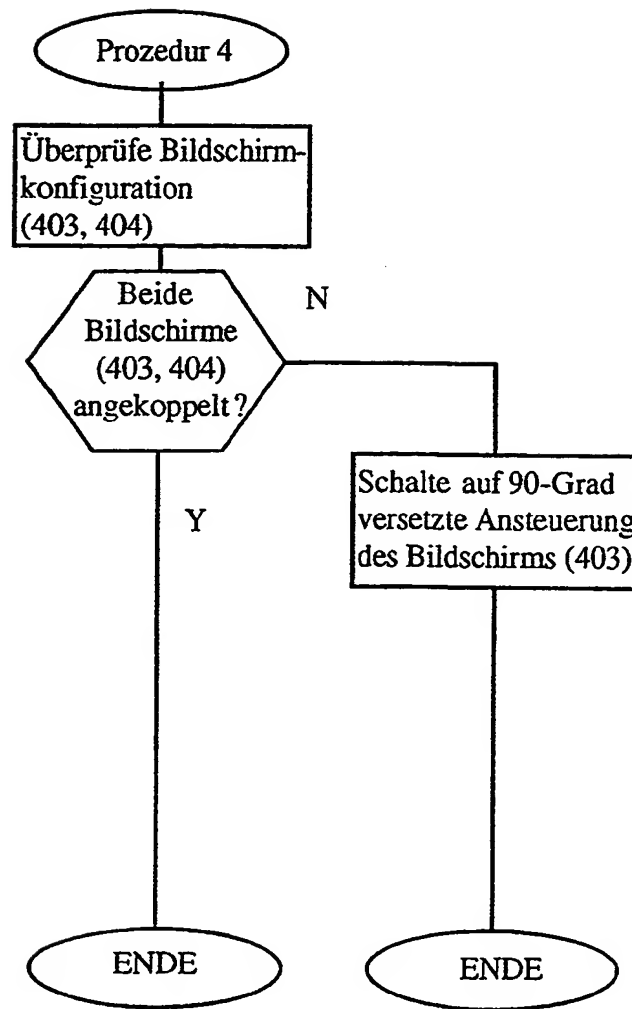 Prozedur 4
Überprüfe Bildschirm-
konfiguration
(403, 404)
Beide
Bildschirme
(403, 404)
angekoppelt?
N
Y
Schalte auf 90-Grad
versetzte Ansteuerung
des Bildschirms (403)
ENDE
ENDE